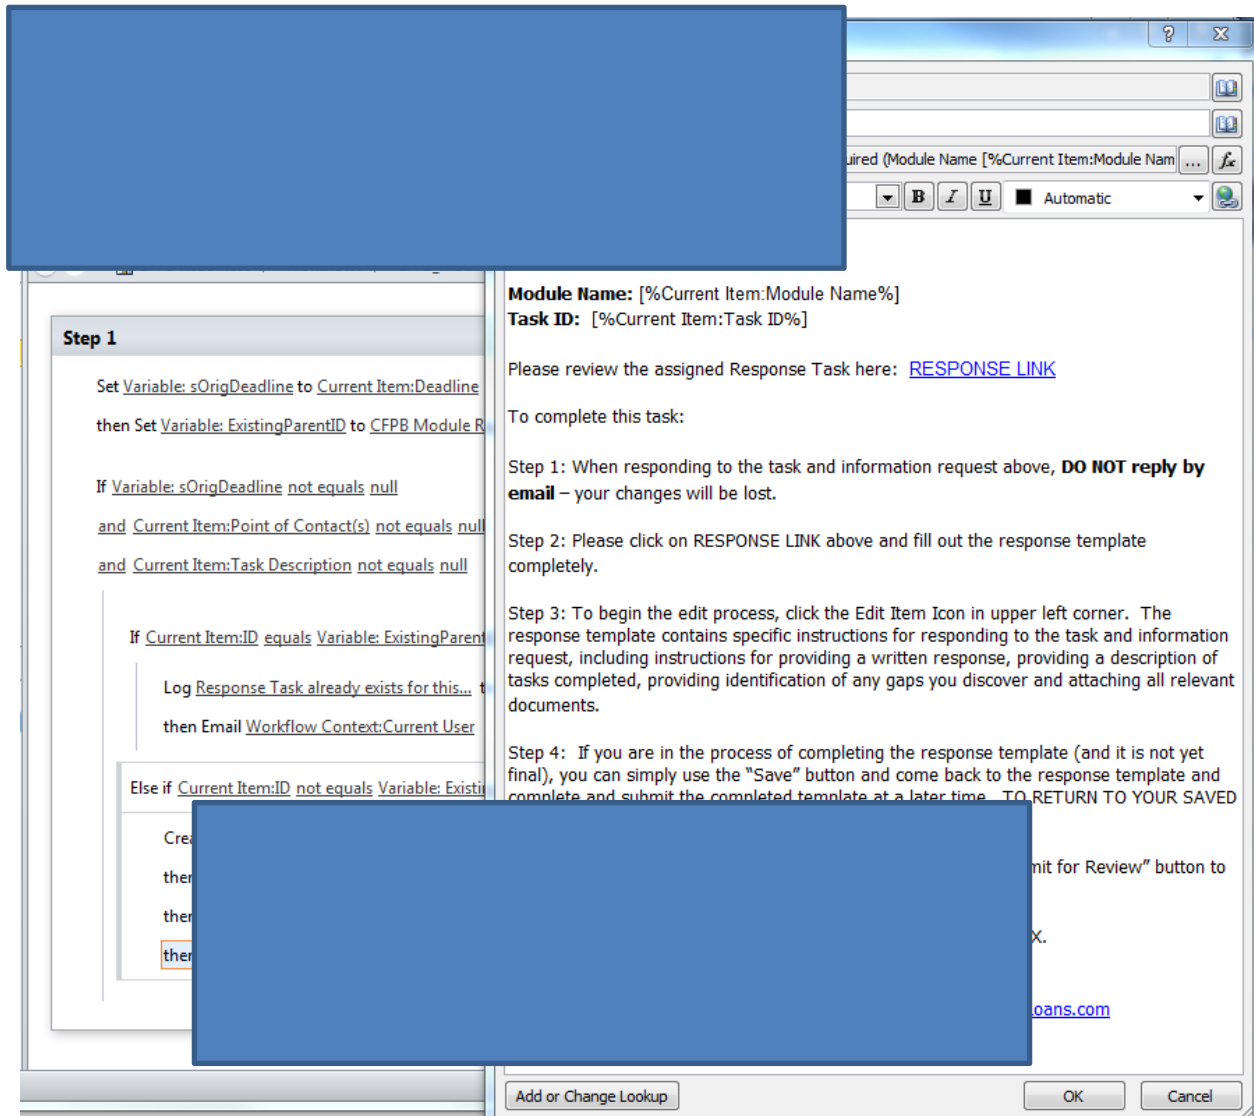 uired (Module Name [%Current Item:Module Nam
...
fx
B I U Automatic
Step 1
Set Variable: sOrigDeadline to Current Item:Deadline
then Set Variable: ExistingParentID to CFPB Module R
If Variable: sOrigDeadline not equals null
and Current Item:Point of Contact(s) not equals null
and Current Item:Task Description not equals null
If Current Item:ID equals Variable: ExistingParent
Log Response Task already exists for this... t
then Email Workflow Context:Current User
Else if Current Item:ID not equals Variable: Existi
Crea
then
then
then
Module Name: [%Current Item:Module Name%]
Task ID: [%Current Item:Task ID%]
Please review the assigned Response Task here: RESPONSE LINK
To complete this task:
Step 1: When responding to the task and information request above, DO NOT reply by
email – your changes will be lost.
Step 2: Please click on RESPONSE LINK above and fill out the response template
completely.
Step 3: To begin the edit process, click the Edit Item Icon in upper left corner. The
response template contains specific instructions for responding to the task and information
request, including instructions for providing a written response, providing a description of
tasks completed, providing identification of any gaps you discover and attaching all relevant
documents.
Step 4: If you are in the process of completing the response template (and it is not yet
final), you can simply use the “Save” button and come back to the response template and
complete and submit the completed template at a later time. TO RETURN TO YOUR SAVED
mit for Review” button to
X.
oans.com
Add or Change Lookup
OK
Cancel